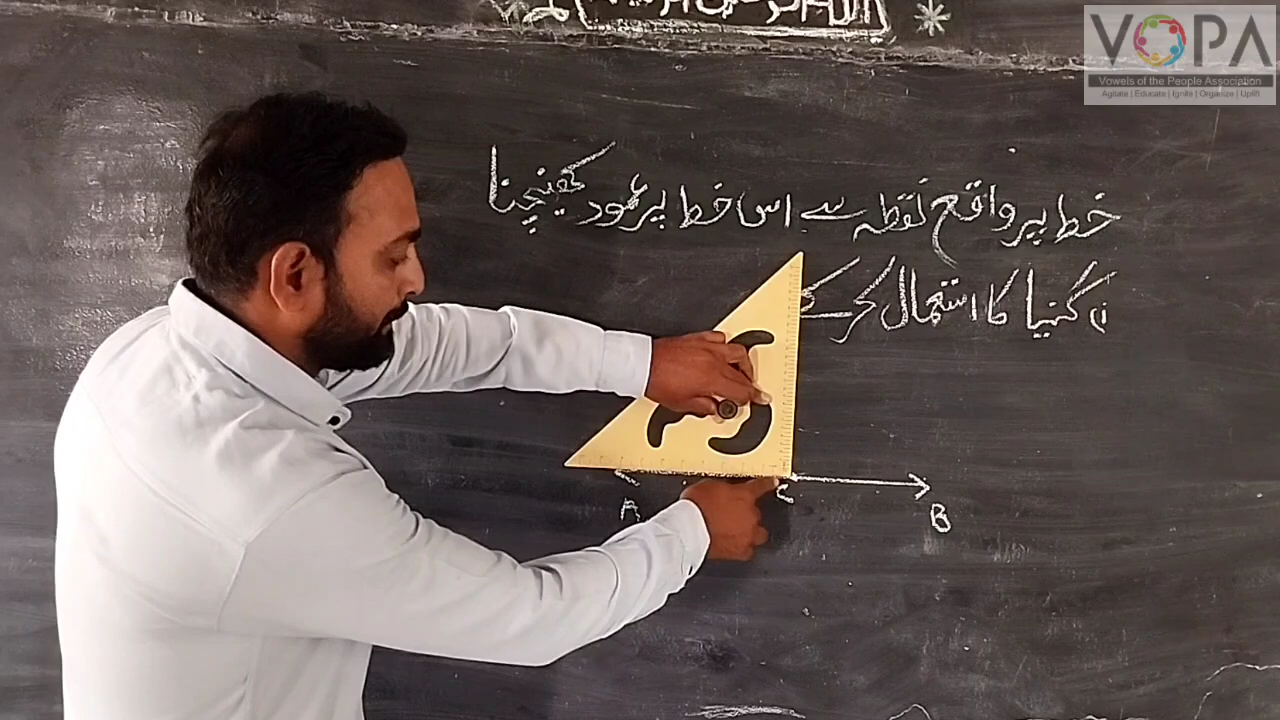 VOPA
Vowels of the People Association
Agitate | Educate | Ignite | Organize | Uplift
خط پر واقع نقطہ سے اس خط پر عمود کھینچنا
(i گنیا کا استعمال کرکے
A
C
B